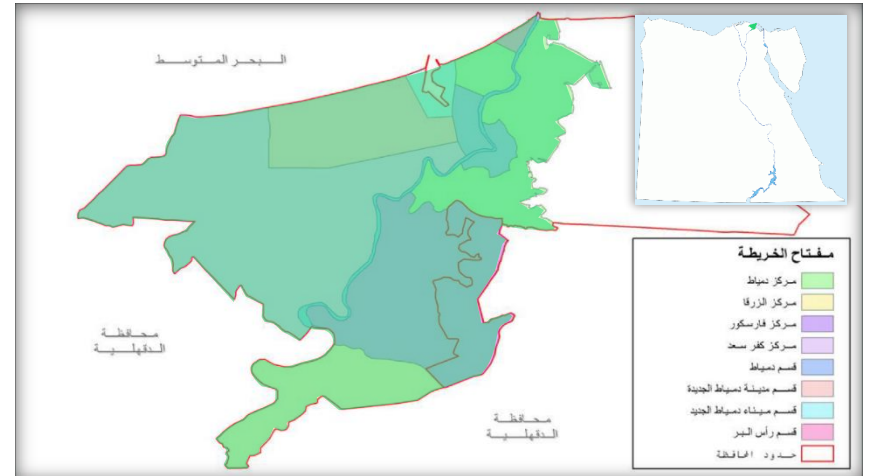 البحر المتوسط
محافظة
الدقهلية
محافظة
الدقهلية
مفتاح الخريطة
مركز دمياط
مركز الزرقا
مركز فارسكور
مركز كفر سعد
قسم دمياط
قسم مدينة دمياط الجديدة
قسم ميناء دمياط الجديد
قسم رأس البر
حدود المحافظة